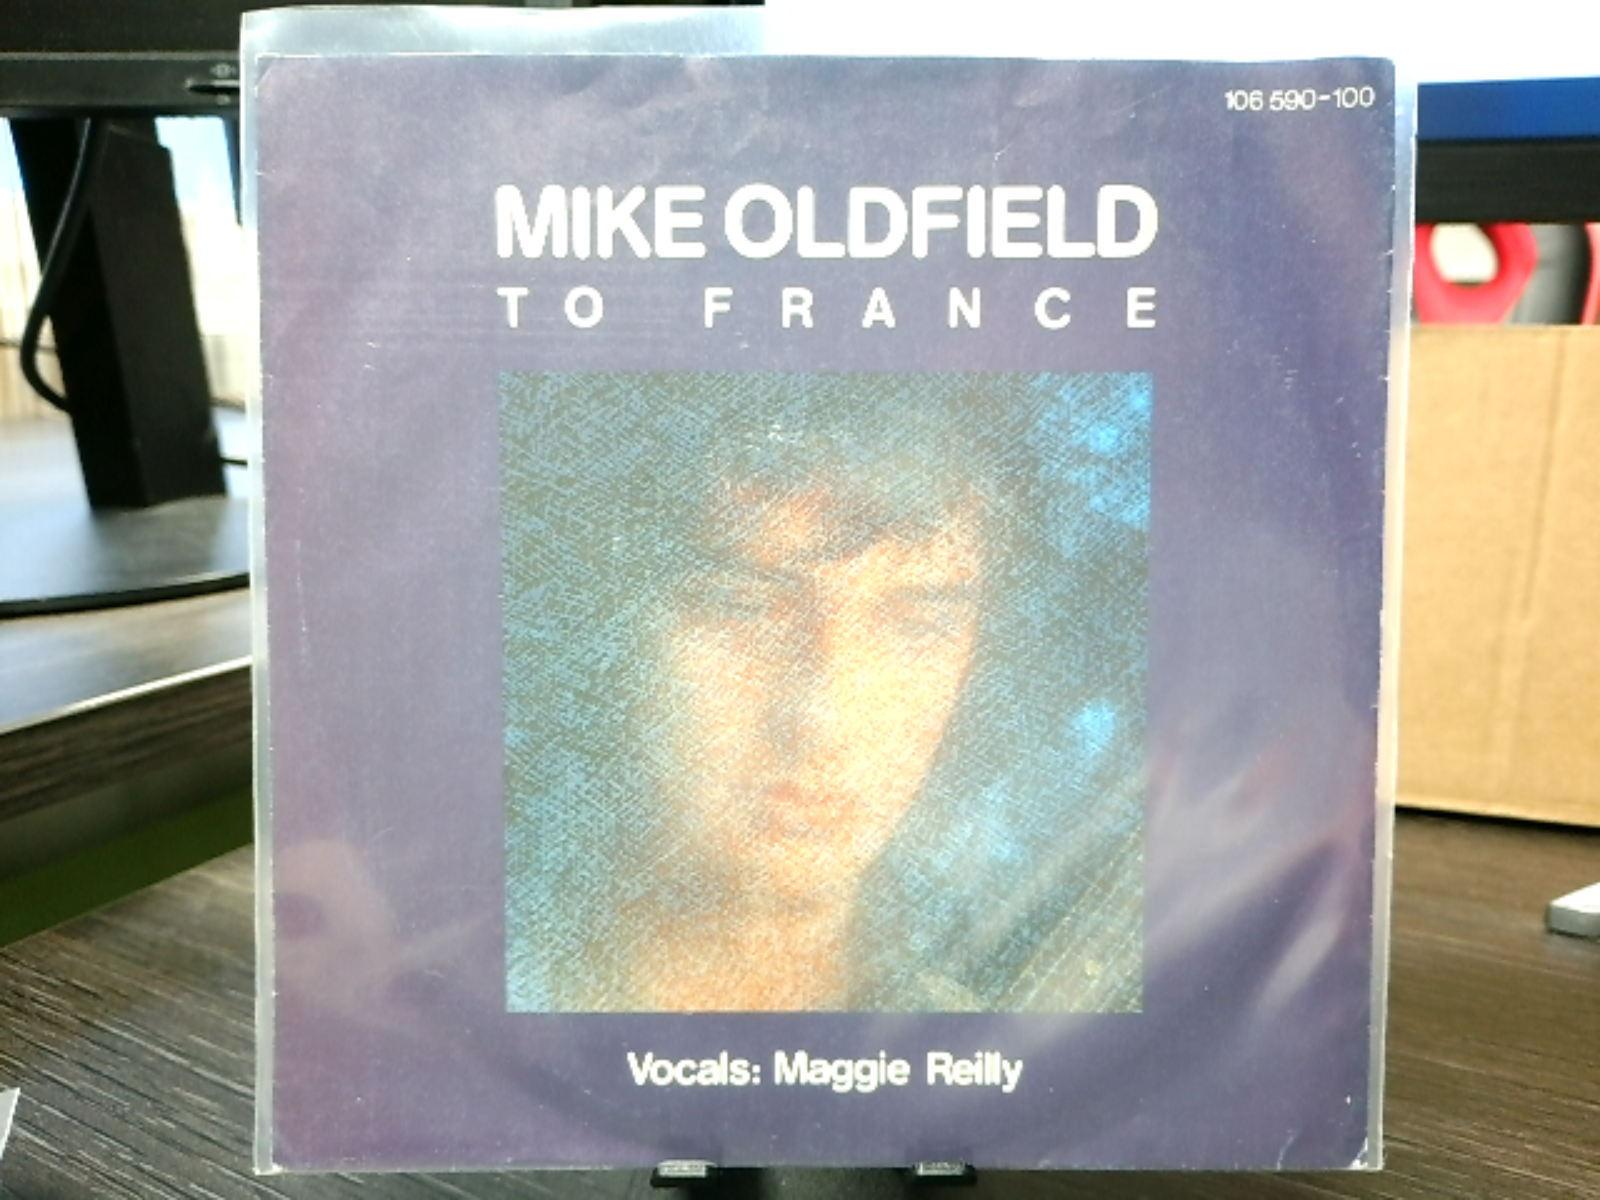 106 590-100
MIKE OLDFIELD
TO FRANCE
Vocals: Maggie Reilly